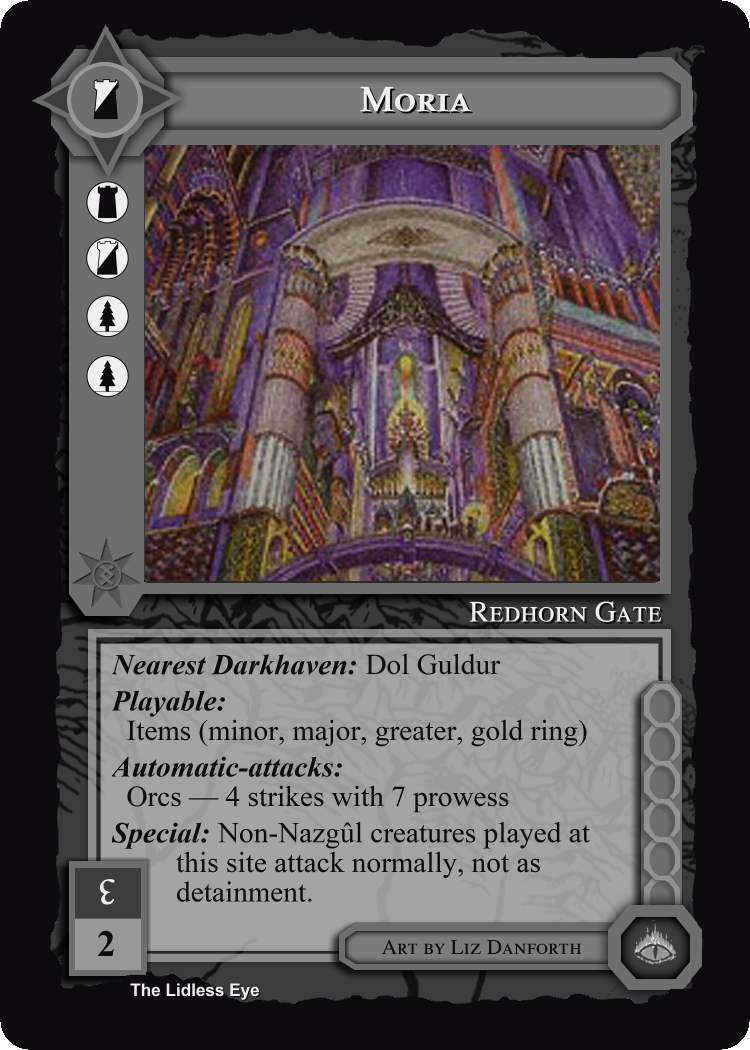 Moria
Redhorn Gate
Nearest Darkhaven: Dol Guldur
Playable:
Items (minor, major, greater, gold ring)
Automatic-attacks:
Orcs — 4 strikes with 7 prowess
Special: Non-Nazgûl creatures played at
this site attack normally, not as
detainment.
2
Art by Liz Danforth
The Lidless Eye